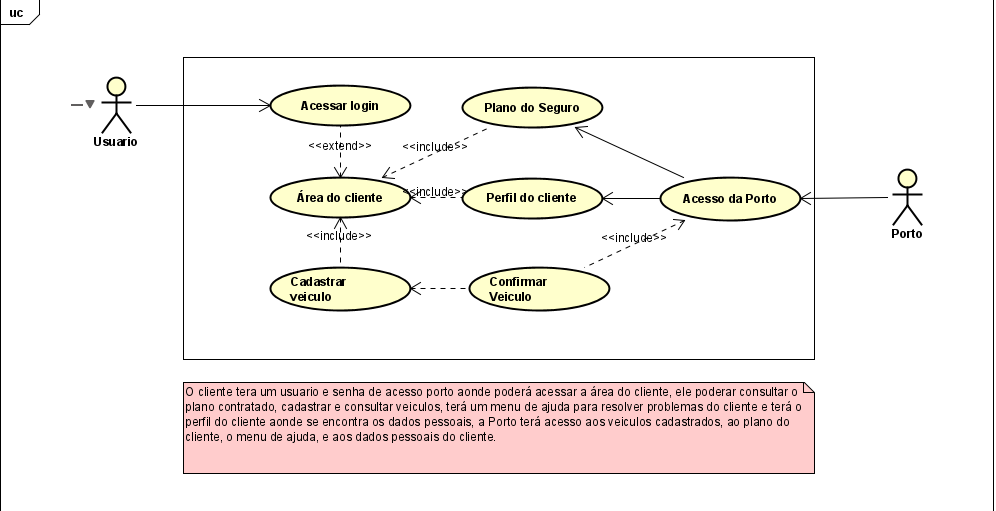 uc
Acessar login
Plano do Seguro
<<extend>>
<<include>>
Usuario
<<include>>
Área do cliente
Perfil do cliente
Acesso da Porto
Porto
<<include>>
<<include>>
Cadastrar
veiculo
Confirmar
Veiculo
O cliente tera um usuario e senha de acesso porto aonde poderá acessar a área do cliente, ele poderar consultar o
plano contratado, cadastrar e consultar veiculos, terá um menu de ajuda para resolver problemas do cliente e terá o
perfil do cliente aonde se encontra os dados pessoais, a Porto terá acesso aos veiculos cadastrados, ao plano do
cliente, o menu de ajuda, e aos dados pessoais do cliente.